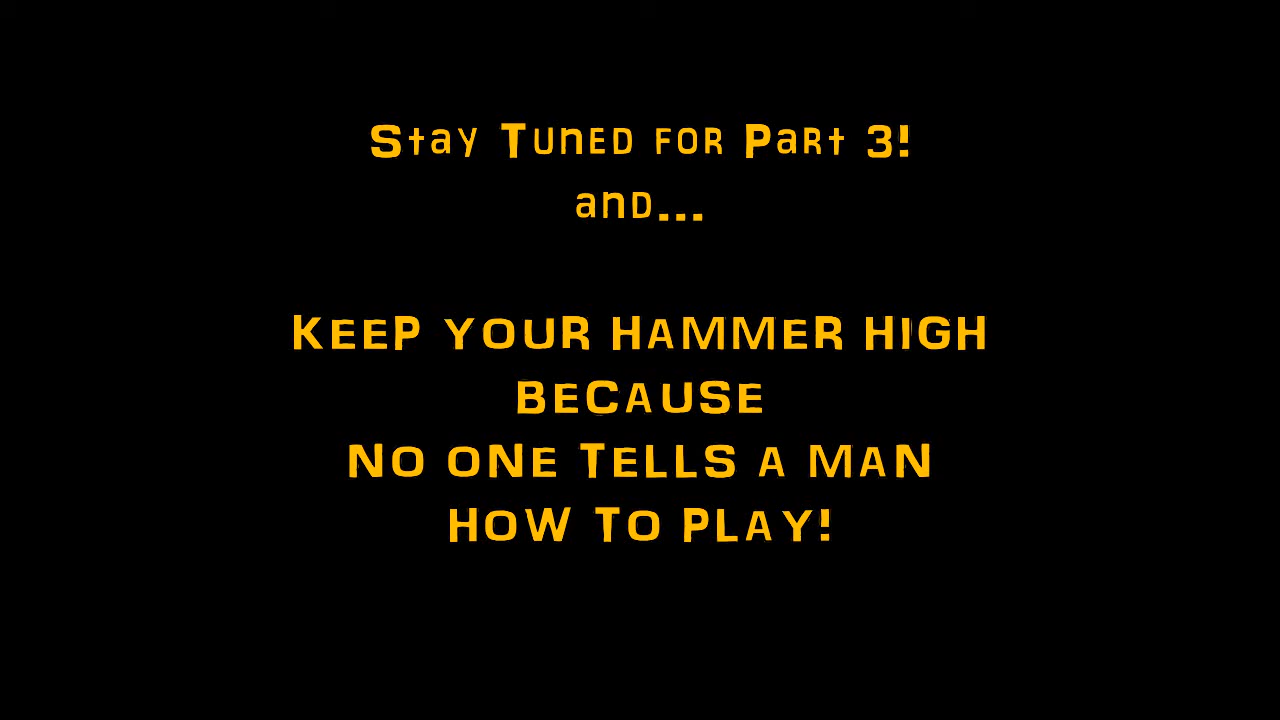 Stay Tuned for Part 3!
and...
KEEP YOUR HAMMER HIGH
BECAUSE
NO ONE TELLS A MAN
HOW TO PLAY!